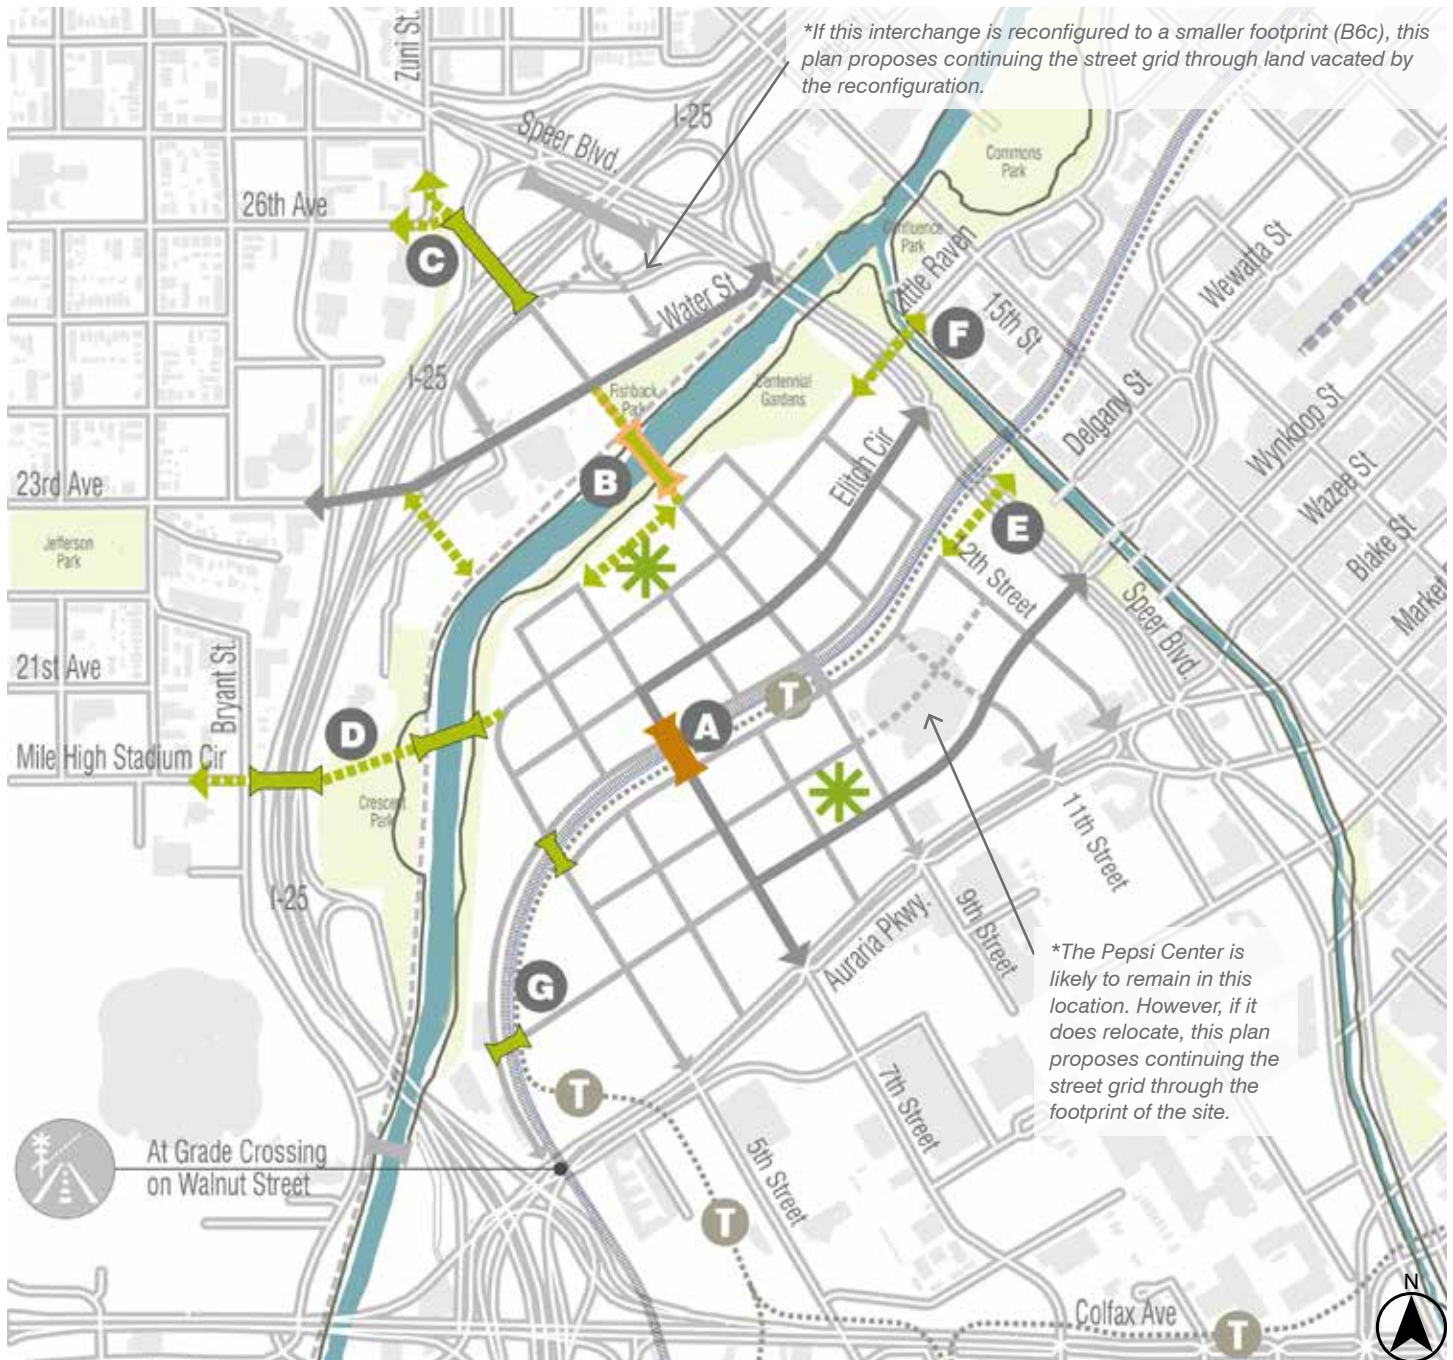 *If this interchange is reconfigured to a smaller footprint (B6c), this
plan proposes continuing the street grid through land vacated by
the reconfiguration.
Zuni St.
I-25
Speer Blvd.
Commons
Park
26th Ave
C
Confluence
Park
Little Raven
Wewatta St
Water St
15th St
F
I-25
Fishback
Park
Centennial
Gardens
Delgany St
Wynkoop St
Elitch Cir
23rd Ave
B
Wazee St
E
Jefferson
Park
12th Street
Blake St
Speer Blvd.
Market
21st Ave
Bryant St.
T
A
D
Mile High Stadium Cir
Crescent
Park
11th Street
I-25
9th Street
Auraria Pkwy.
G
*The Pepsi Center is
likely to remain in this
location. However, if it
does relocate, this plan
proposes continuing the
street grid through the
footprint of the site.
T
7th Street
At Grade Crossing
on Walnut Street
5th Street
T
N
Colfax Ave
T